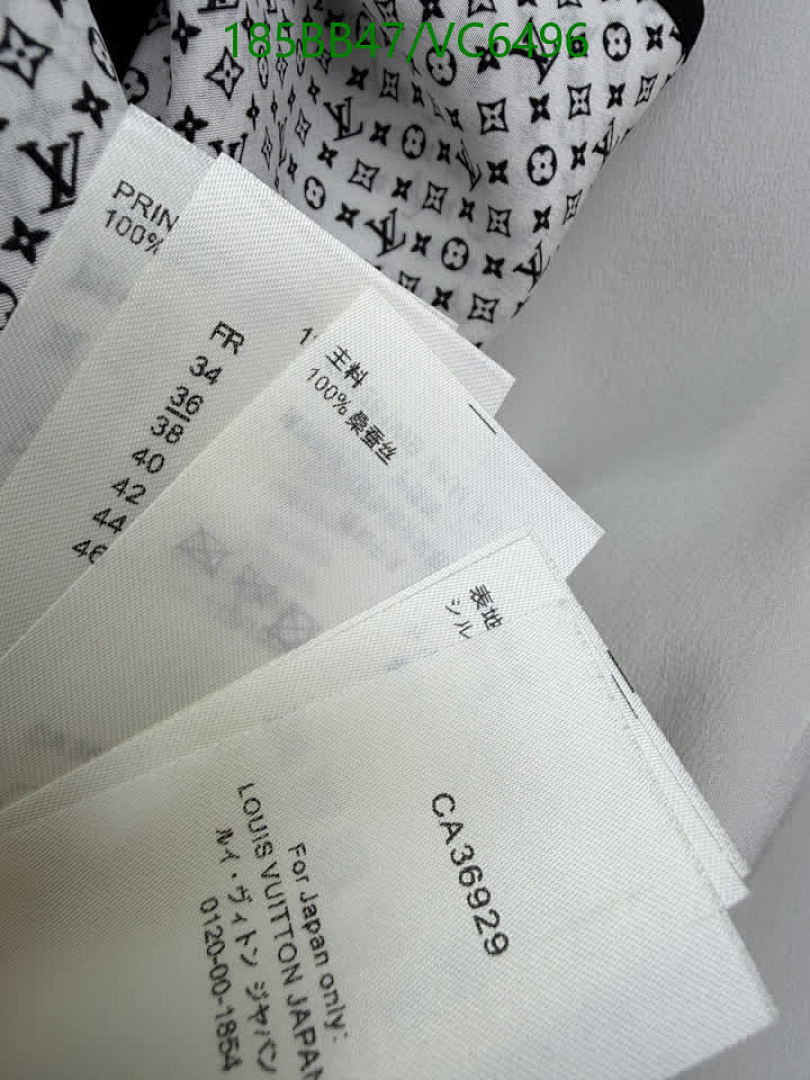 185BB47/VC6496
PRIN
100%
FR
34
36
38
40
42
44
46
主料
100% 桑蚕丝
表地
シル
CA36929
For Japan only:
LOUIS VUITTON JAPAN
ルイ・ヴィトン ジャパン
0120-00-1854